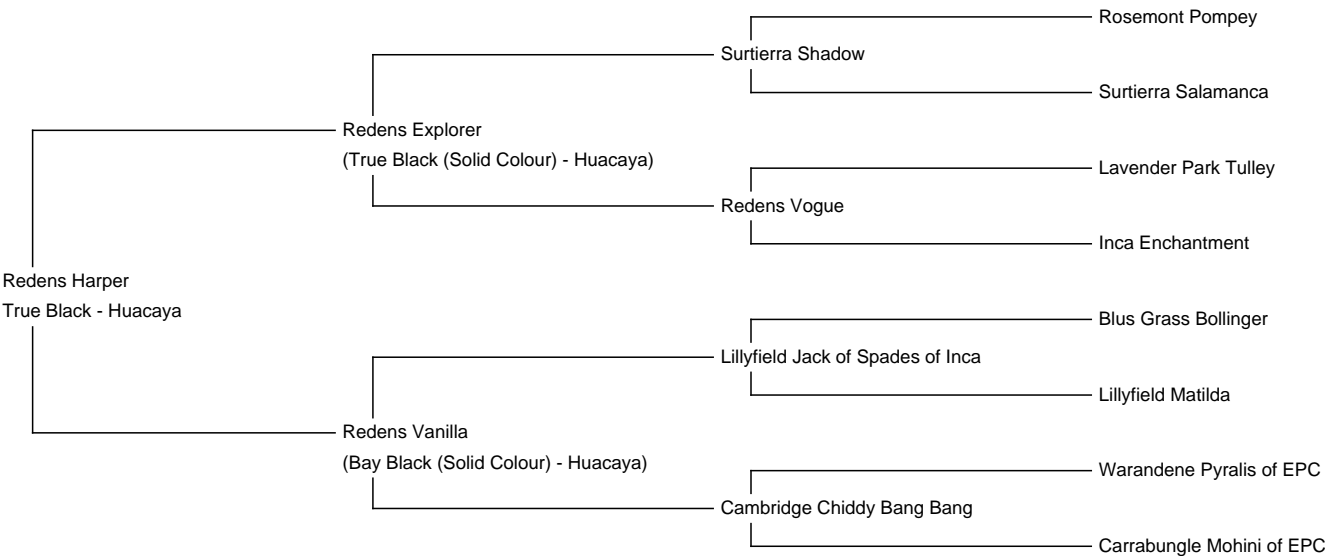 Rosemont Pompey
Surtierra Shadow
Surtierra Salamanca
Redens Explorer
(True Black (Solid Colour) - Huacaya)
Lavender Park Tulley
Redens Vogue
Inca Enchantment
Redens Harper
True Black - Huacaya
Blus Grass Bollinger
Lillyfield Jack of Spades of Inca
Lillyfield Matilda
Redens Vanilla
(Bay Black (Solid Colour) - Huacaya)
Warandene Pyralis of EPC
Cambridge Chiddy Bang Bang
Carrabungle Mohini of EPC